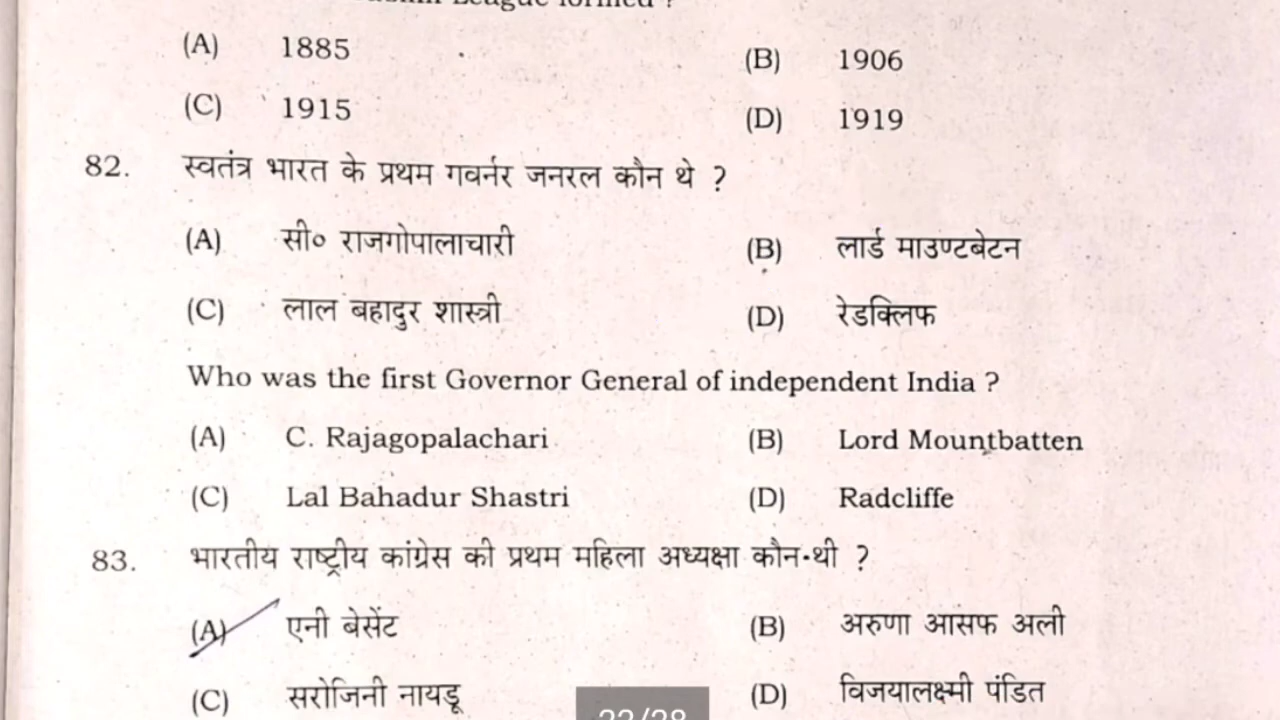 League formed ?
(A) 1885 (B) 1906
(C) 1915 (D) 1919
82. स्वतंत्र भारत के प्रथम गवर्नर जनरल कौन थे ?
(A) सी० राजगोपालाचारी (B) लार्ड माउण्टबेटन
(C) लाल बहादुर शास्त्री (D) रेडक्लिफ
Who was the first Governor General of independent India ?
(A) C. Rajagopalachari (B) Lord Mountbatten
(C) Lal Bahadur Shastri (D) Radcliffe
83. भारतीय राष्ट्रीय कांग्रेस की प्रथम महिला अध्यक्षा कौन थी ?
(A) एनी बेसेंट (B) अरुणा आसफ अली
(C) सरोजिनी नायडू (D) विजयालक्ष्मी पंडित